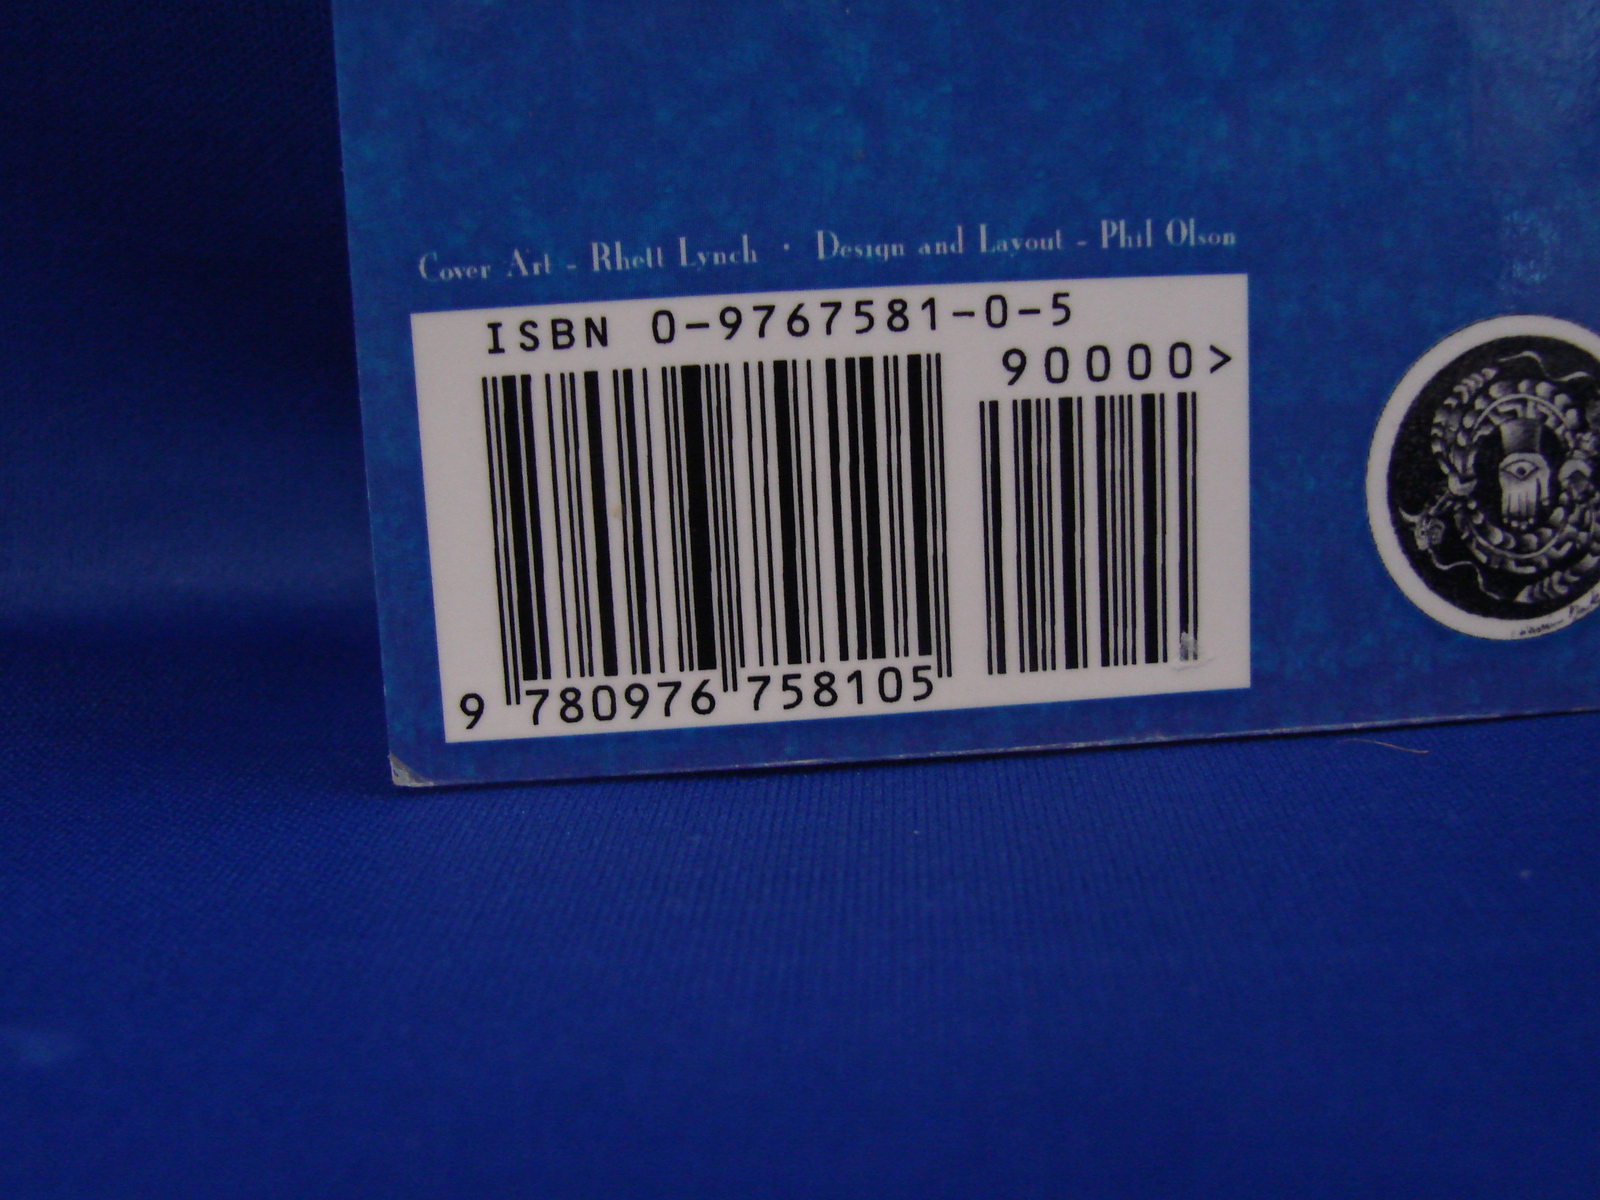 Cover Art - Rhett Lynch · Design and Layout - Phil Olson
ISBN 0-9767581-0-5
90000>
9 780976 758105